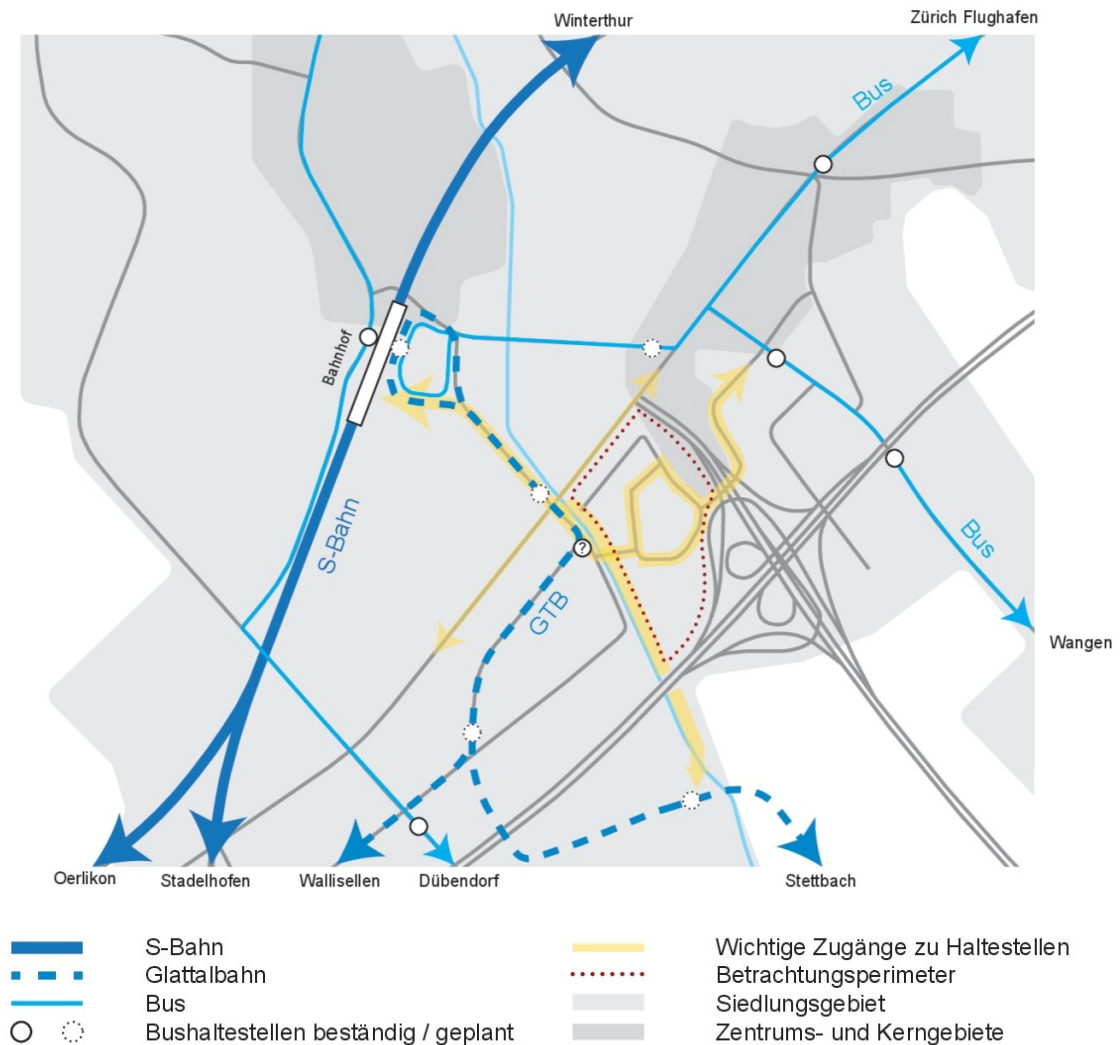 Winterthur
Zürich Flughafen
Bus
Bahnhof
S-Bahn
?
GTB
Bus
Wangen
Oerlikon
Stadelhofen
Wallisellen
Dübendorf
Stettbach
S-Bahn
Glattalbahn
Bus
Bushaltestellen beständig / geplant
Wichtige Zugänge zu Haltestellen
Betrachtungsperimeter
Siedlungsgebiet
Zentrums- und Kerngebiete